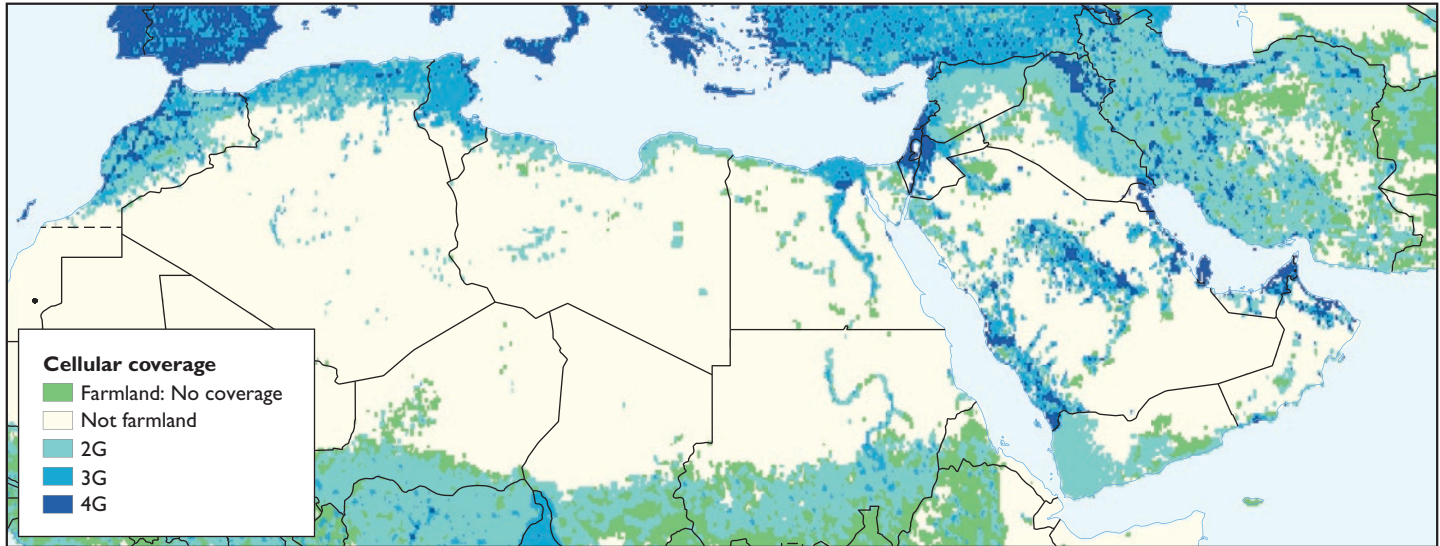 Cellular coverage
Farmland: No coverage
Not farmland
2G
3G
4G